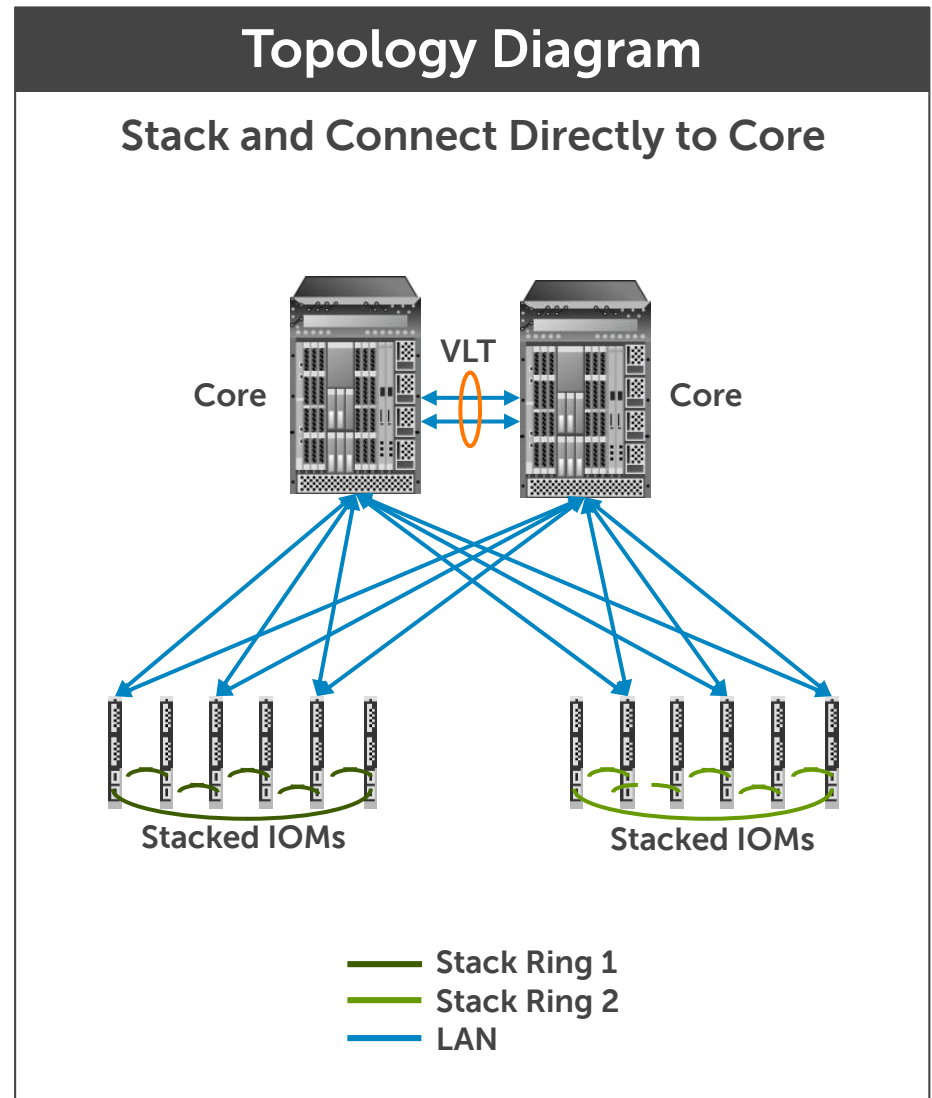 Topology Diagram
Stack and Connect Directly to Core
VLT
Core
Core
Stacked IOMs
Stacked IOMs
Stack Ring 1
Stack Ring 2
LAN